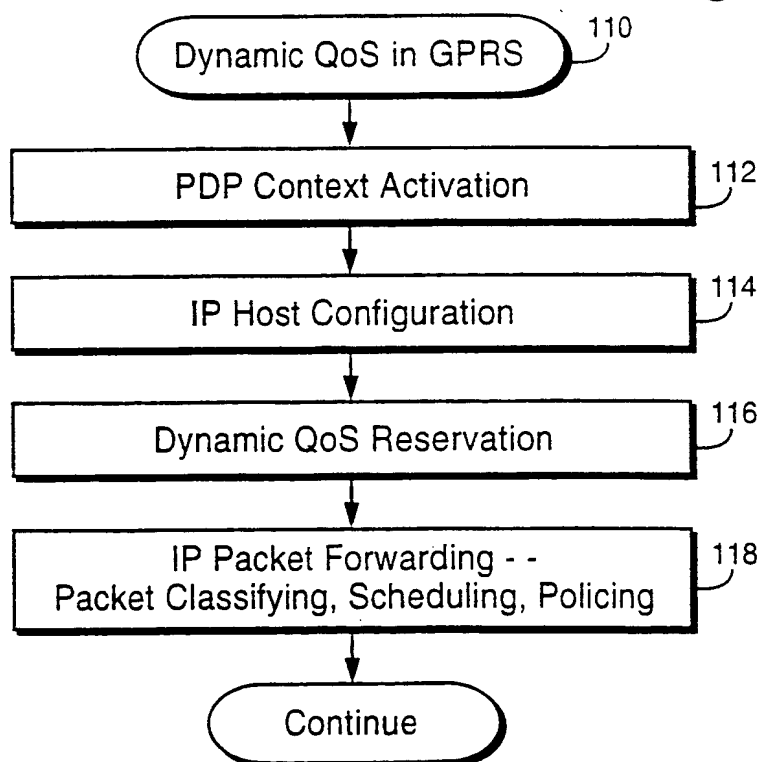 Dynamic QoS in GPRS
110
PDP Context Activation
112
IP Host Configuration
114
Dynamic QoS Reservation
116
IP Packet Forwarding - -
Packet Classifying, Scheduling, Policing
118
Continue